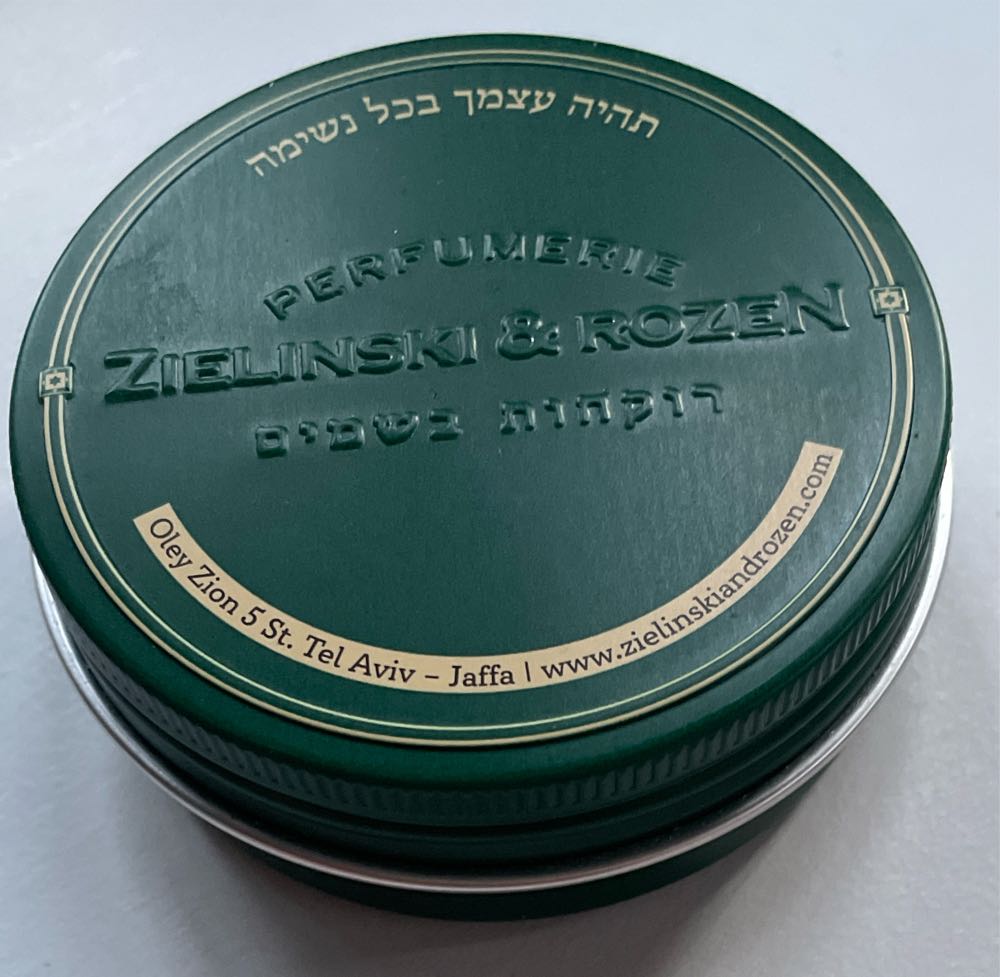 תהיה עצמך בכל נשימה
PERFUMERIE
ZIELINSKI & ROZEN
רוקחות בשמים
Oley Zion 5 St. Tel Aviv – Jaffa | www.zielinskiandrozen.com